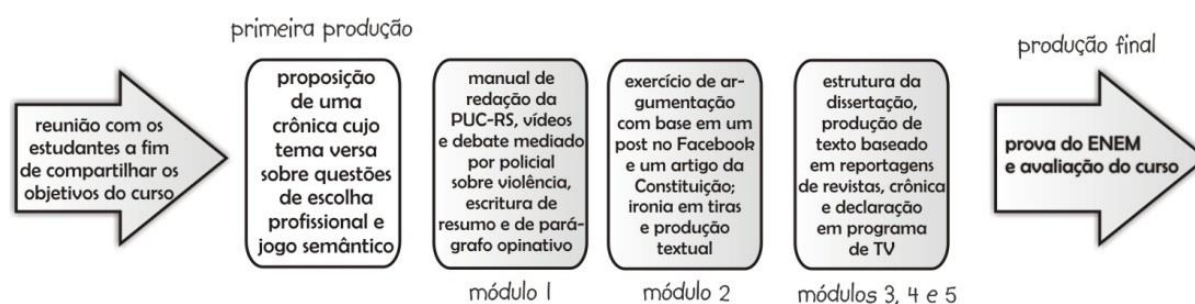 reunião com os
estudantes a fim
de compartilhar os
objetivos do curso
primeira produção
proposição
de uma
crônica cujo
tema versa
sobre questões
de escolha
profissional e
jogo semântico
manual de
redação da
PUC-RS, vídeos
e debate mediado
por policial
sobre violência,
escritura de
resumo e de pará-
grafo opinativo
módulo 1
exercício de ar-
gumentação
com base em um
post no Facebook
e um artigo da
Constituição;
ironia em tiras
e produção
textual
módulo 2
estrutura da
dissertação,
produção de
texto baseado
em reportagens
de revistas, crônica
e declaração
em programa
de TV
módulos 3, 4 e 5
produção final
prova do ENEM
e avaliação do curso